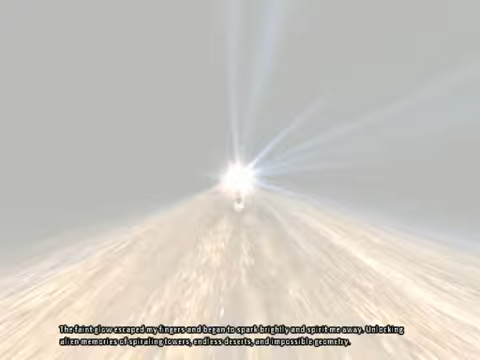 The faint glow escaped my fingers and began to spark brightly and spirit me away. Unlocking
alien memories of spiraling towers, endless deserts, and impossible geometry.